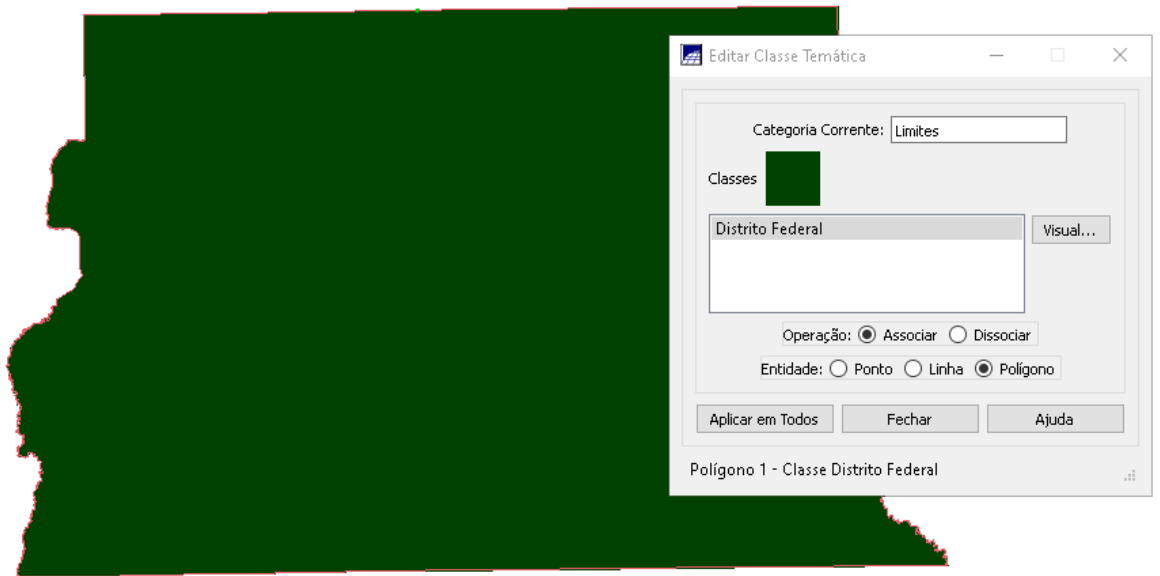 Editar Classe Temática
Categoria Corrente: Limites
Classes
Distrito Federal
Visual...
Operação: Associar Dissociar
Entidade: Ponto Linha Polígono
Aplicar em Todos Fechar Ajuda
Polígono 1 - Classe Distrito Federal